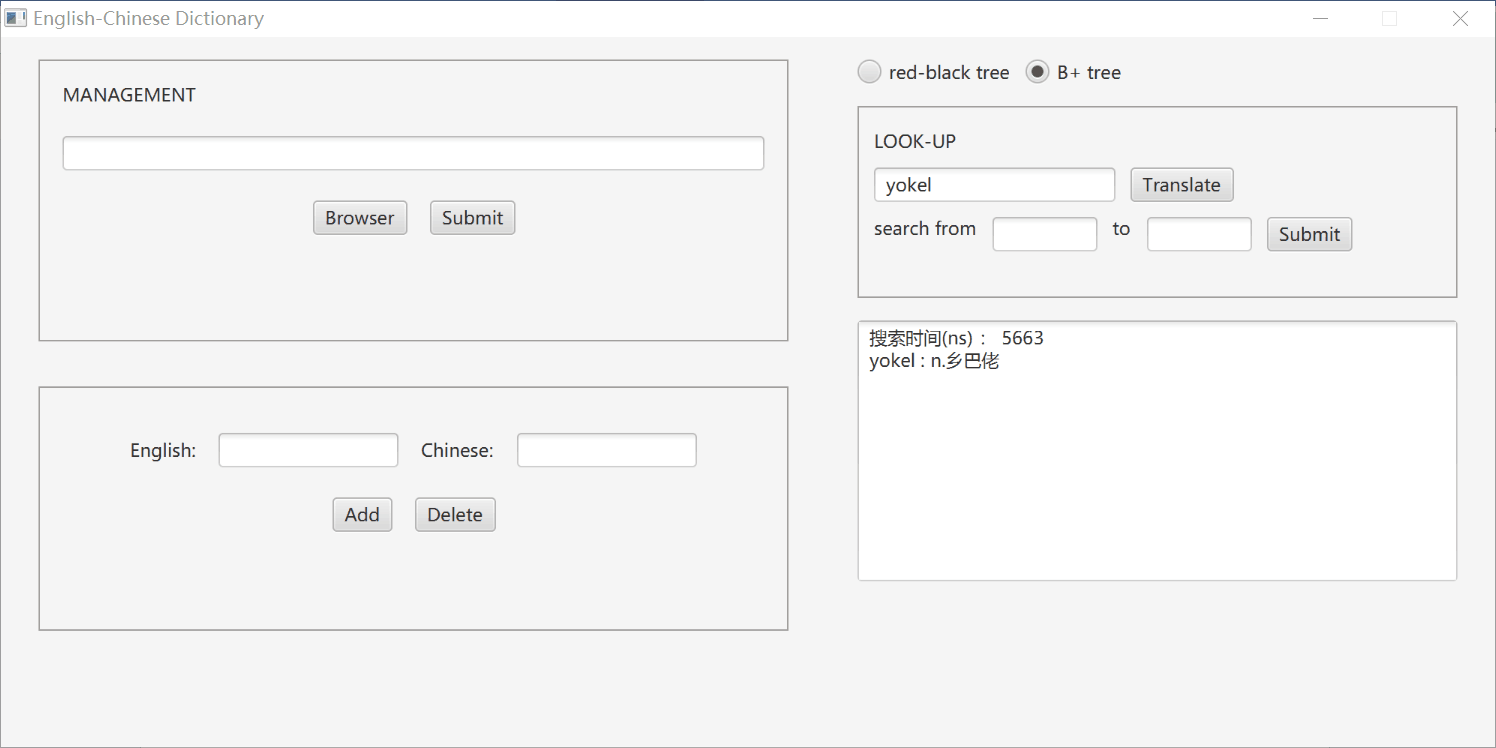 English-Chinese Dictionary
MANAGEMENT
Browser Submit
English: Chinese:
Add Delete
red-black tree B+ tree
LOOK-UP
yokel Translate
search from to Submit
搜索时间(ns) : 5663
yokel : n.乡巴佬